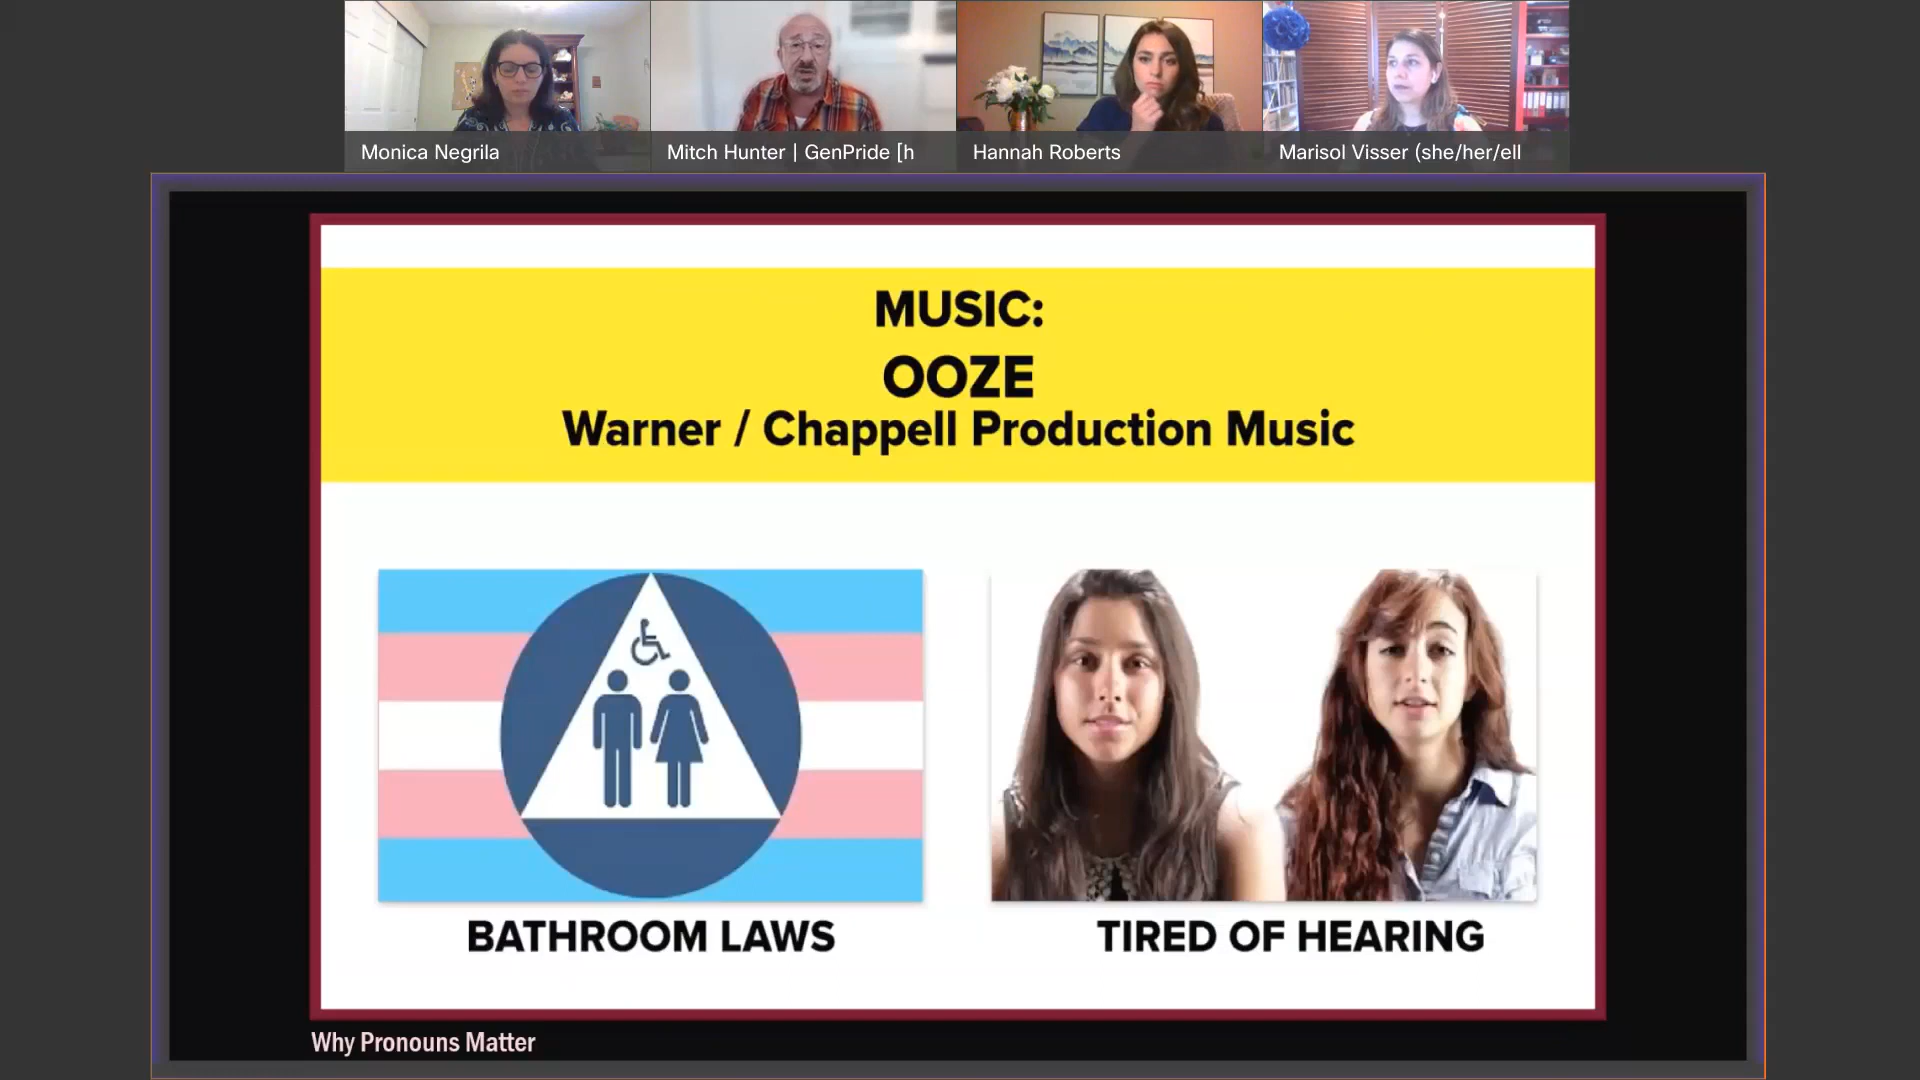 Monica Negrila
Mitch Hunter | GenPride [h
Hannah Roberts
Marisol Visser (she/her/ell
MUSIC:
OOZE
Warner / Chappell Production Music
BATHROOM LAWS
TIRED OF HEARING
Why Pronouns Matter